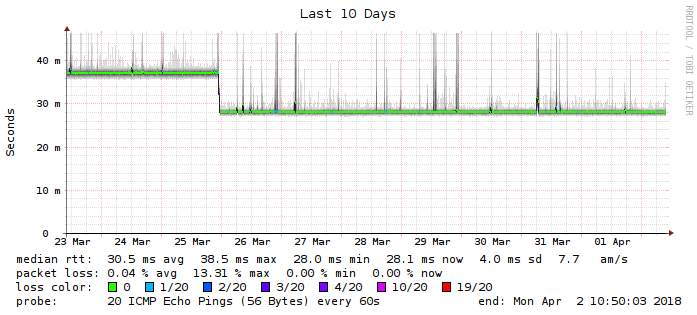 Last 10 Days
RRDTOOL / TOBI OETIKER
Seconds
40 m
30 m
20 m
10 m
0
23 Mar 24 Mar 25 Mar 26 Mar 27 Mar 28 Mar 29 Mar 30 Mar 31 Mar 01 Apr
median rtt: 30.5 ms avg 38.5 ms max 28.0 ms min 28.1 ms now 4.0 ms sd 7.7 am/s
packet loss: 0.04 % avg 13.31 % max 0.00 % min 0.00 % now
loss color: 0 1/20 2/20 3/20 4/20 10/20 19/20
probe: 20 ICMP Echo Pings (56 Bytes) every 60s end: Mon Apr 2 10:50:03 2018